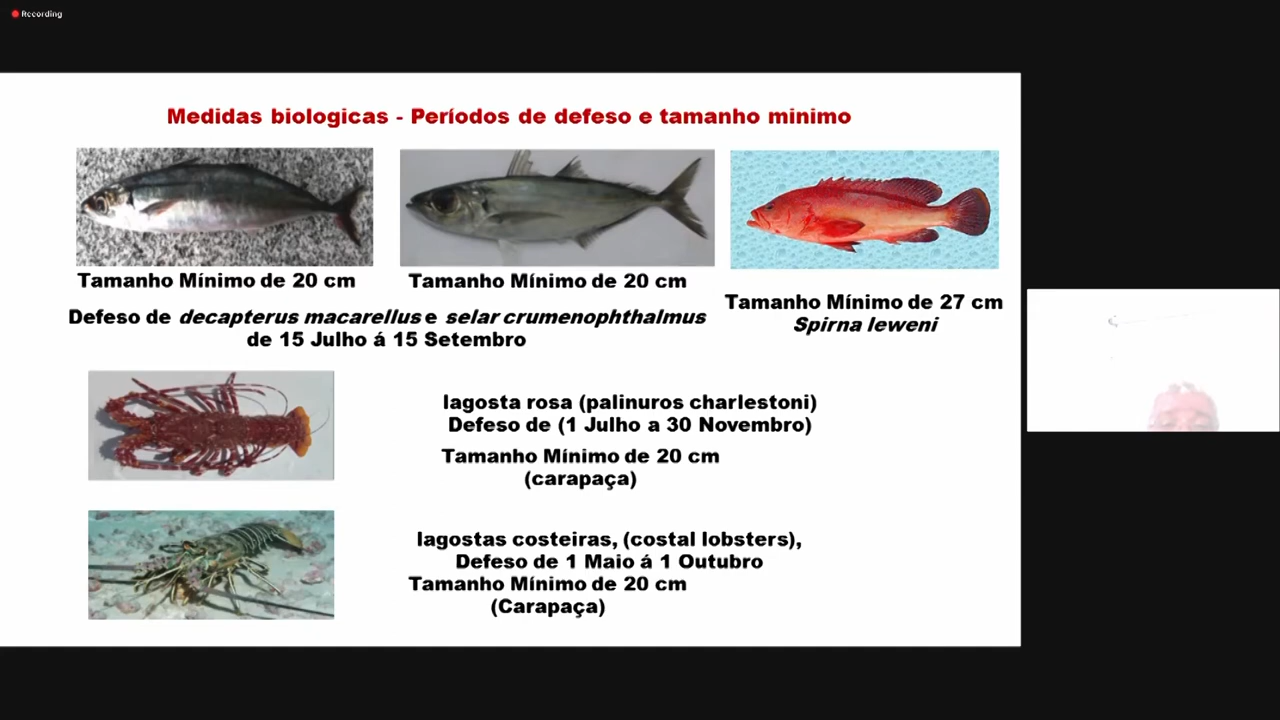 Recording
Medidas biologicas - Períodos de defeso e tamanho minimo
Tamanho Mínimo de 20 cm
Tamanho Mínimo de 20 cm
Defeso de decapterus macarellus e selar crumenophthalmus
de 15 Julho á 15 Setembro
Tamanho Mínimo de 27 cm
Spirna leweni
lagosta rosa (palinuros charlestoni)
Defeso de (1 Julho a 30 Novembro)
Tamanho Mínimo de 20 cm
(carapaça)
lagostas costeiras, (costal lobsters),
Defeso de 1 Maio á 1 Outubro
Tamanho Mínimo de 20 cm
(Carapaça)